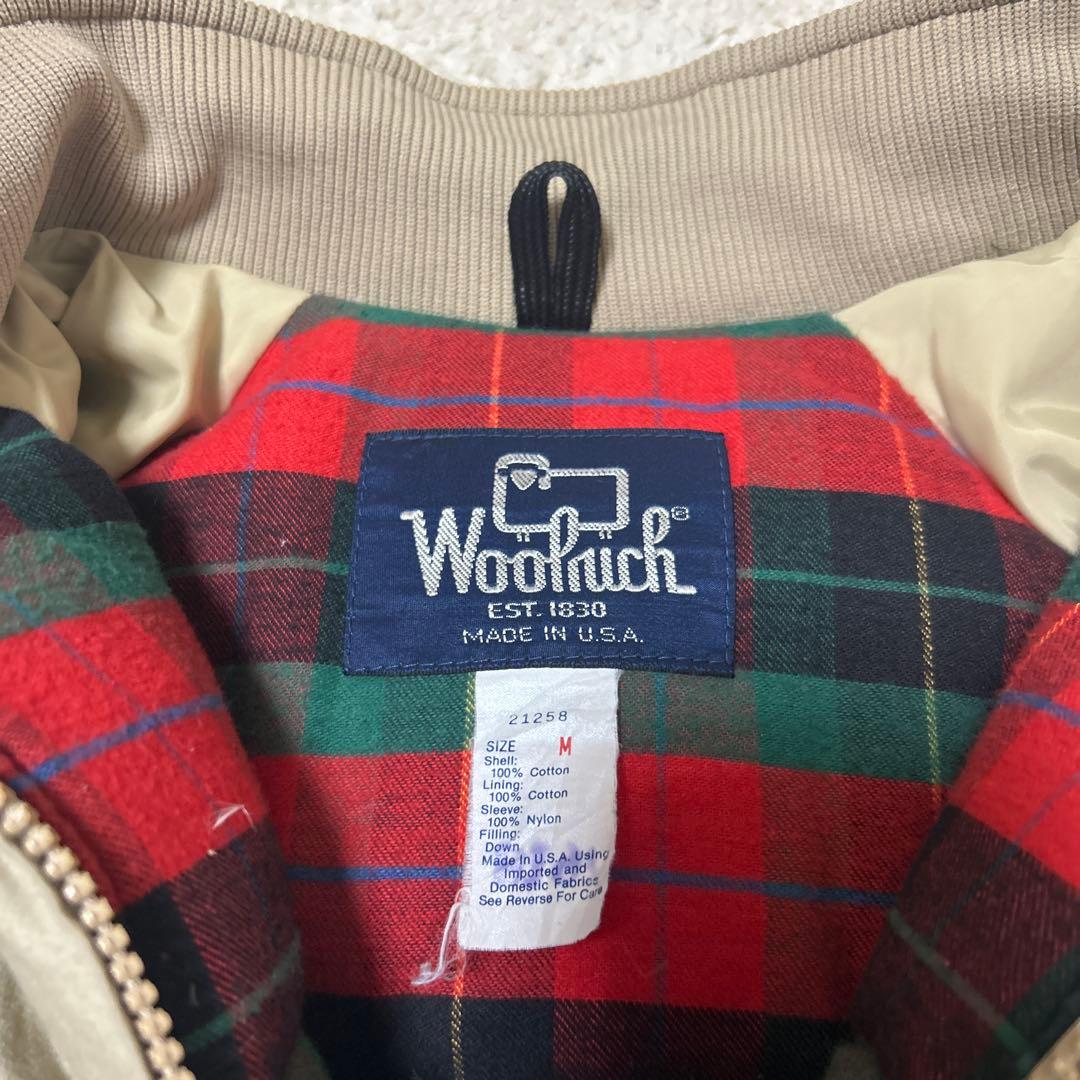 Woolrich®
EST. 1830
MADE IN U.S.A.
21258
SIZE M
Shell:
100% Cotton
Lining:
100% Cotton
Sleeve:
100% Nylon
Filling:
Down
Made In U.S.A. Using
Imported and
Domestic Fabrics
See Reverse For Care